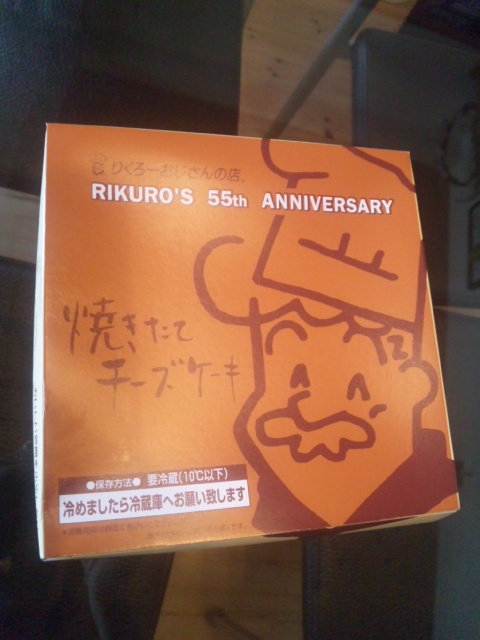 りくろーおじさんの店。
RIKURO'S 55th ANNIVERSARY
焼きたて
チーズケーキ
●保存方法● 要冷蔵(10℃以下)
冷めましたら冷蔵庫へお願い致します